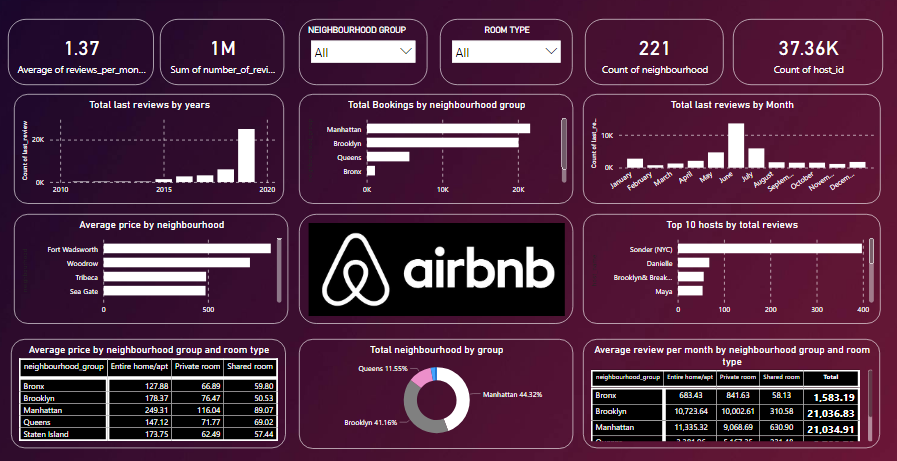 1.37
Average of reviews_per_mon...
1M
Sum of number_of_revi...
NEIGHBOURHOOD GROUP
All
ROOM TYPE
All
221
Count of neighbourhood
37.36K
Count of host_id
Total last reviews by years
Count of last_review
20K
0K
2010
2015
2020
Total Bookings by neighbourhood group
Manhattan
Brooklyn
Queens
Bronx
0K
10K
20K
Total last reviews by Month
Count of last_re...
10K
0K
January
February
March
April
May
June
July
August
Septem...
October
Novem...
Decem...
Average price by neighbourhood
Fort Wadsworth
Woodrow
Tribeca
Sea Gate
0
500
airbnb
Top 10 hosts by total reviews
Sonder (NYC)
Danielle
Brooklyn& Break...
Maya
0
100
200
300
400
Average price by neighbourhood group and room type
neighbourhood_group Entire home/apt Private room Shared room
Bronx 127.88 66.89 59.80
Brooklyn 178.37 76.47 50.53
Manhattan 249.31 116.04 89.07
Queens 147.12 71.77 69.02
Staten Island 173.75 62.49 57.44
Total neighbourhood by group
Queens 11.55%
Manhattan 44.32%
Brooklyn 41.16%
Average review per month by neighbourhood group and room
type
neighbourhood_group Entire home/apt Private room Shared room Total
Bronx 683.43 841.63 58.13 1,583.19
Brooklyn 10,723.64 10,002.61 310.58 21,036.83
Manhattan 11,335.32 9,068.69 630.90 21,034.91